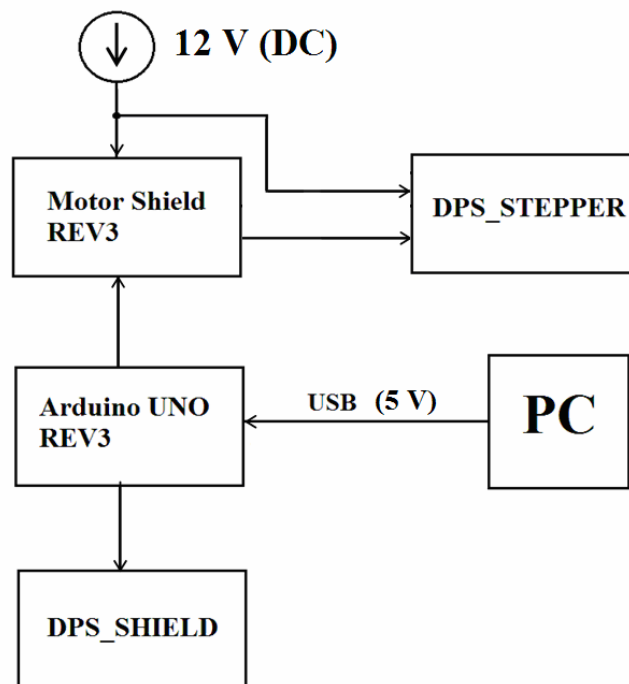 12 V (DC)
Motor Shield
REV3
DPS_STEPPER
Arduino UNO
REV3
USB (5 V)
PC
DPS_SHIELD